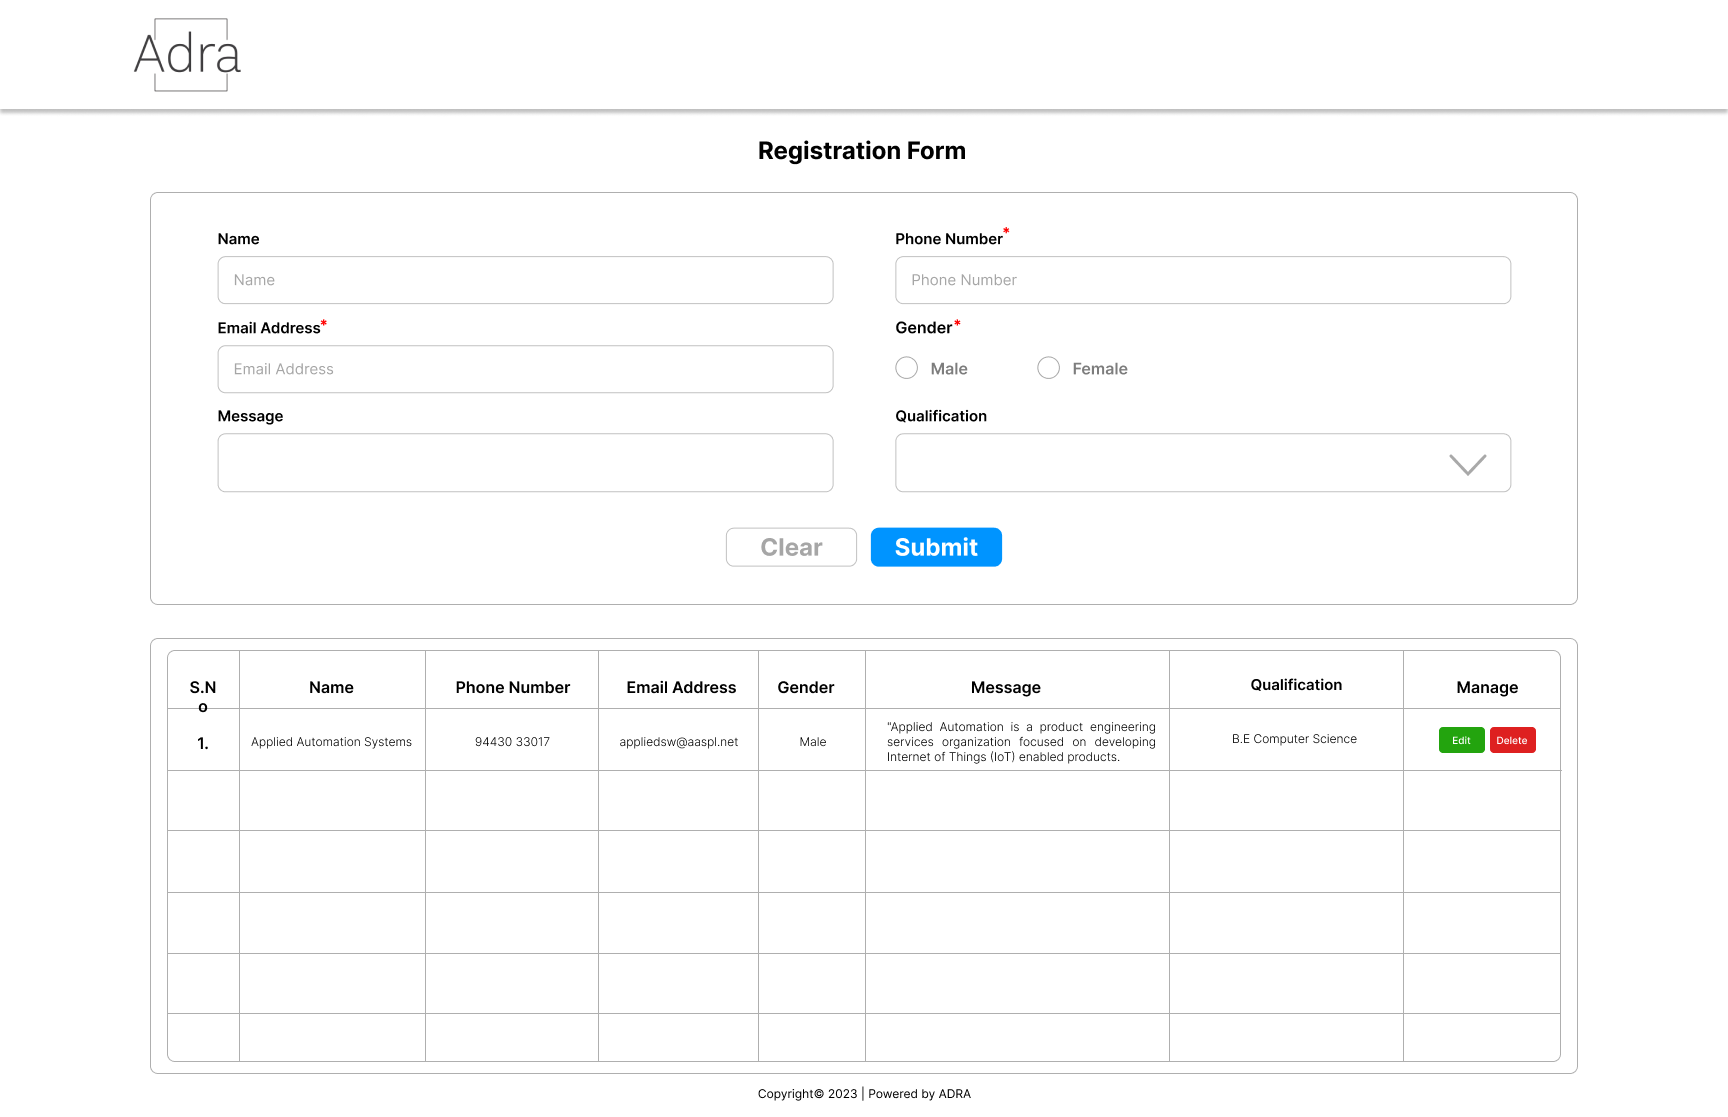 Adra
Registration Form
Name
Phone Number*
Name
Phone Number
Email Address*
Gender*
Email Address
Male
Female
Message
Qualification
Clear
Submit
S.N
o
Name
Phone Number
Email Address
Gender
Message
Qualification
Manage
1.
Applied Automation Systems
94430 33017
appliedsw@aaspl.net
Male
"Applied Automation is a product engineering
services organization focused on developing
Internet of Things (IoT) enabled products.
B.E Computer Science
Edit
Delete
Copyright© 2023 | Powered by ADRA